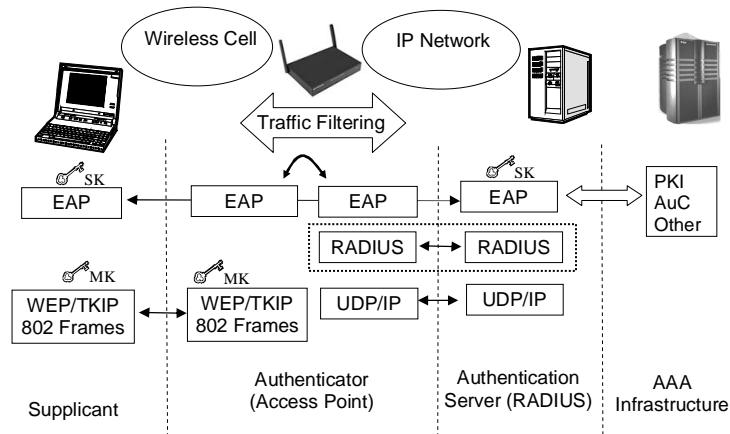 Wireless Cell
IP Network
Traffic Filtering
SK
SK
EAP
EAP
EAP
EAP
PKI
AuC
Other
RADIUS
RADIUS
MK
MK
WEP/TKIP
802 Frames
WEP/TKIP
802 Frames
UDP/IP
UDP/IP
Supplicant
Authenticator
(Access Point)
Authentication
Server (RADIUS)
AAA
Infrastructure